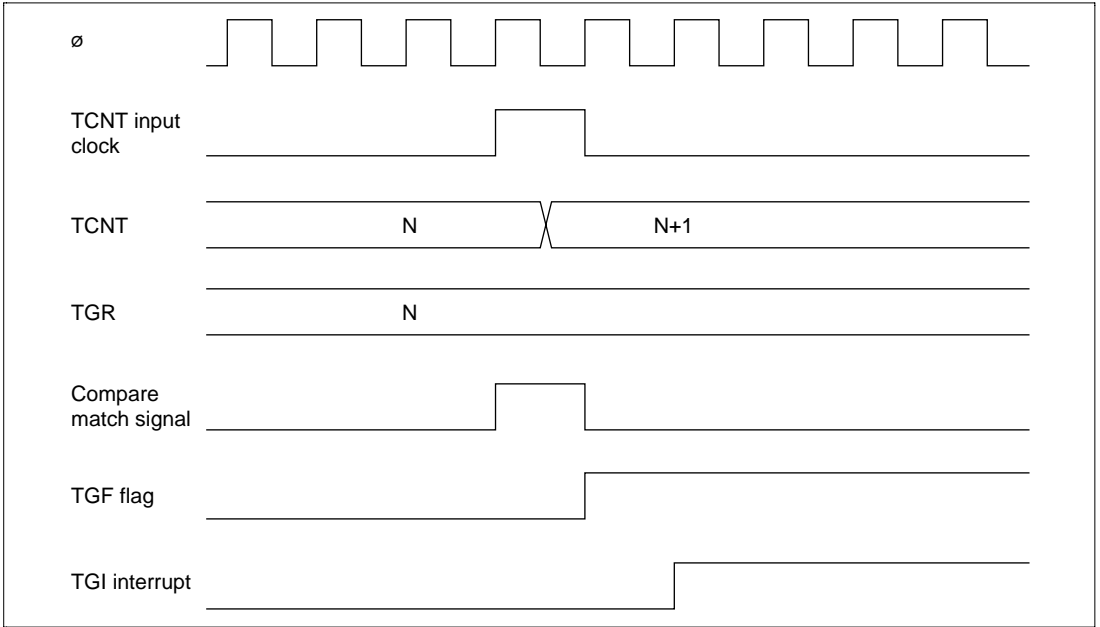 ø
TCNT input
clock
TCNT
N
N+1
TGR
N
Compare
match signal
TGF flag
TGI interrupt